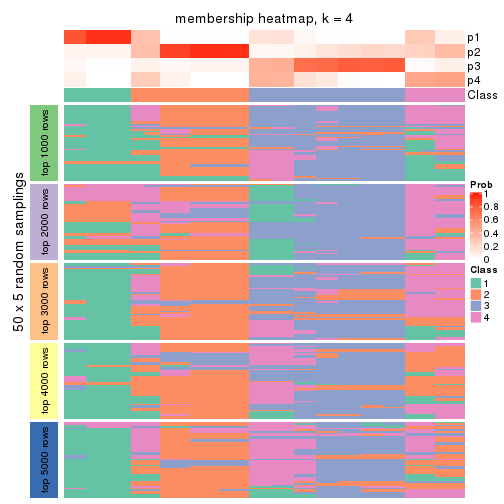 membership heatmap, k = 4
p1
p2
p3
p4
Class
50 x 5 random samplings
top 1000 rows
top 2000 rows
top 3000 rows
top 4000 rows
top 5000 rows
Prob
1
0.8
0.6
0.4
0.2
0
Class
1
2
3
4